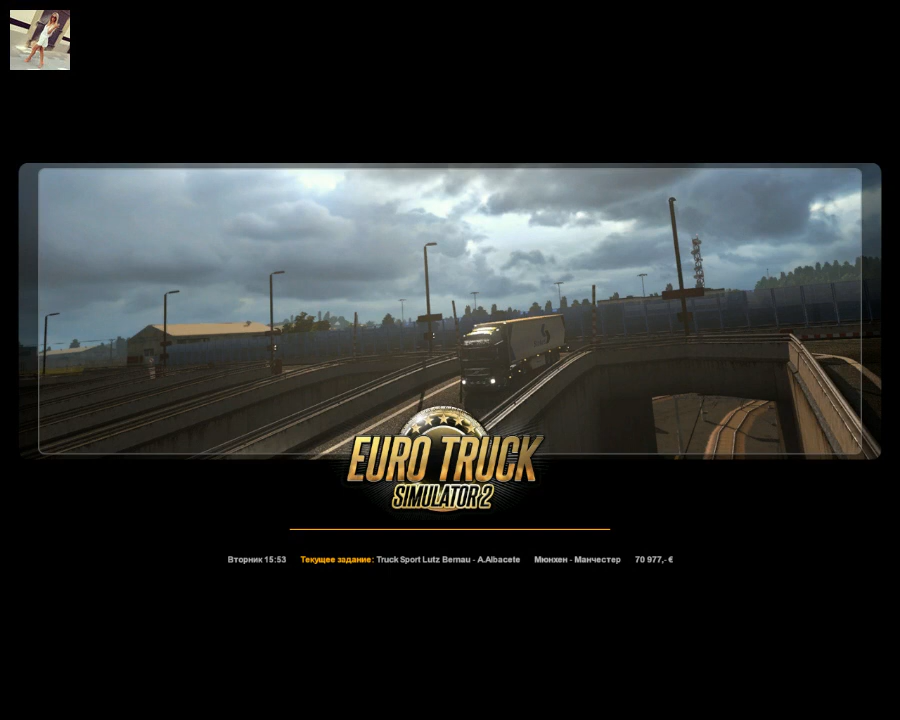 EURO TRUCK
SIMULATOR 2
Вторник 15:53 Текущее задание: Truck Sport Lutz Bernau - A.Albacete Мюнхен - Манчестер 70 977,- €